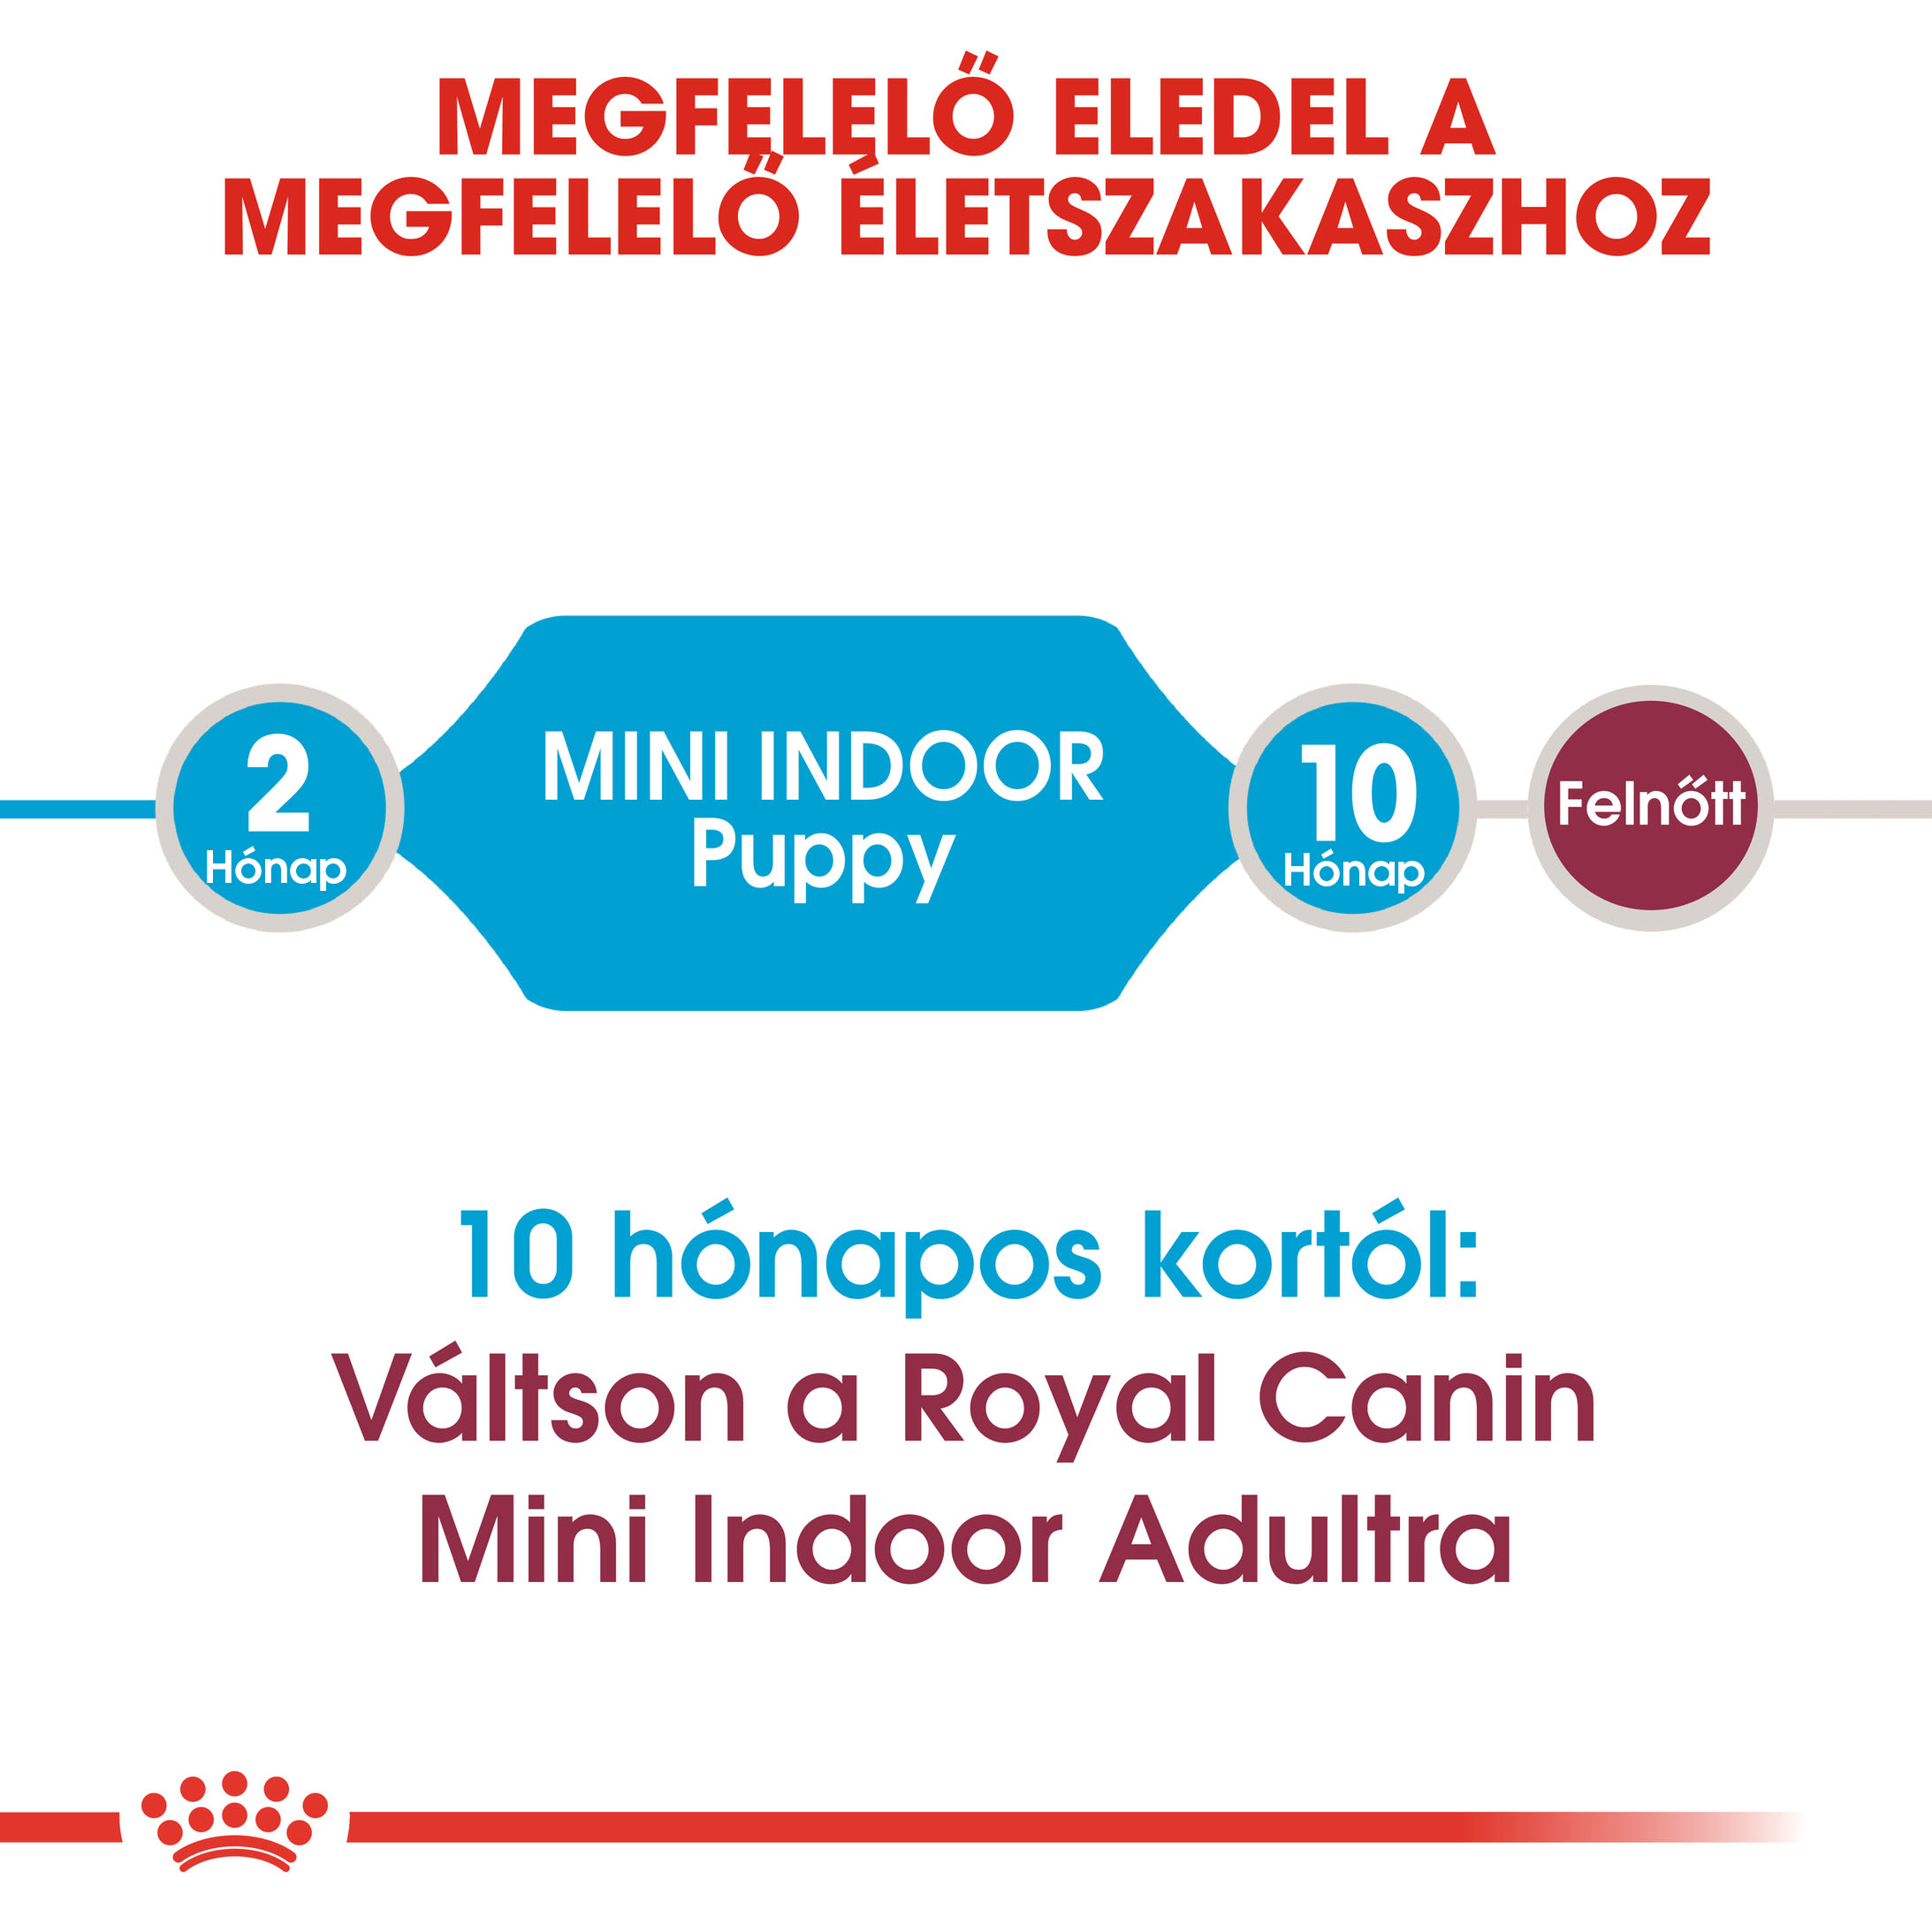 MEGFELELŐ ELEDEL A
MEGFELELŐ ÉLETSZAKASZHOZ
2
Hónap
MINI INDOOR
Puppy
10
Hónap
Felnőtt
10 hónapos kortól:
Váltson a Royal Canin
Mini Indoor Adultra